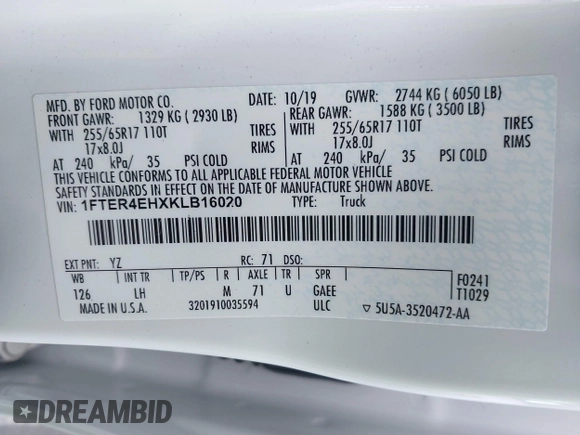 MFD. BY FORD MOTOR CO. DATE: 10/19 GVWR: 2744 KG ( 6050 LB)
FRONT GAWR: 1329 KG ( 2930 LB) REAR GAWR: 1588 KG ( 3500 LB)
WITH 255/65R17 110T TIRES WITH 255/65R17 110T TIRES
17x8.0J RIMS 17x8.0J RIMS
AT 240 kPa/ 35 PSI COLD AT 240 kPa/ 35 PSI COLD
THIS VEHICLE CONFORMS TO ALL APPLICABLE FEDERAL MOTOR VEHICLE
SAFETY STANDARDS IN EFFECT ON THE DATE OF MANUFACTURE SHOWN ABOVE.
VIN: 1FTER4EHXKLB16020 TYPE: Truck
EXT PNT: YZ RC: 71 DSO:
WB INT TR TP/PS R AXLE TR SPR F0241
126 LH M 71 U GAEE T1029
MADE IN U.S.A. 3201910035594 ULC ▽ 5U5A-3520472-AA
DREAMBID